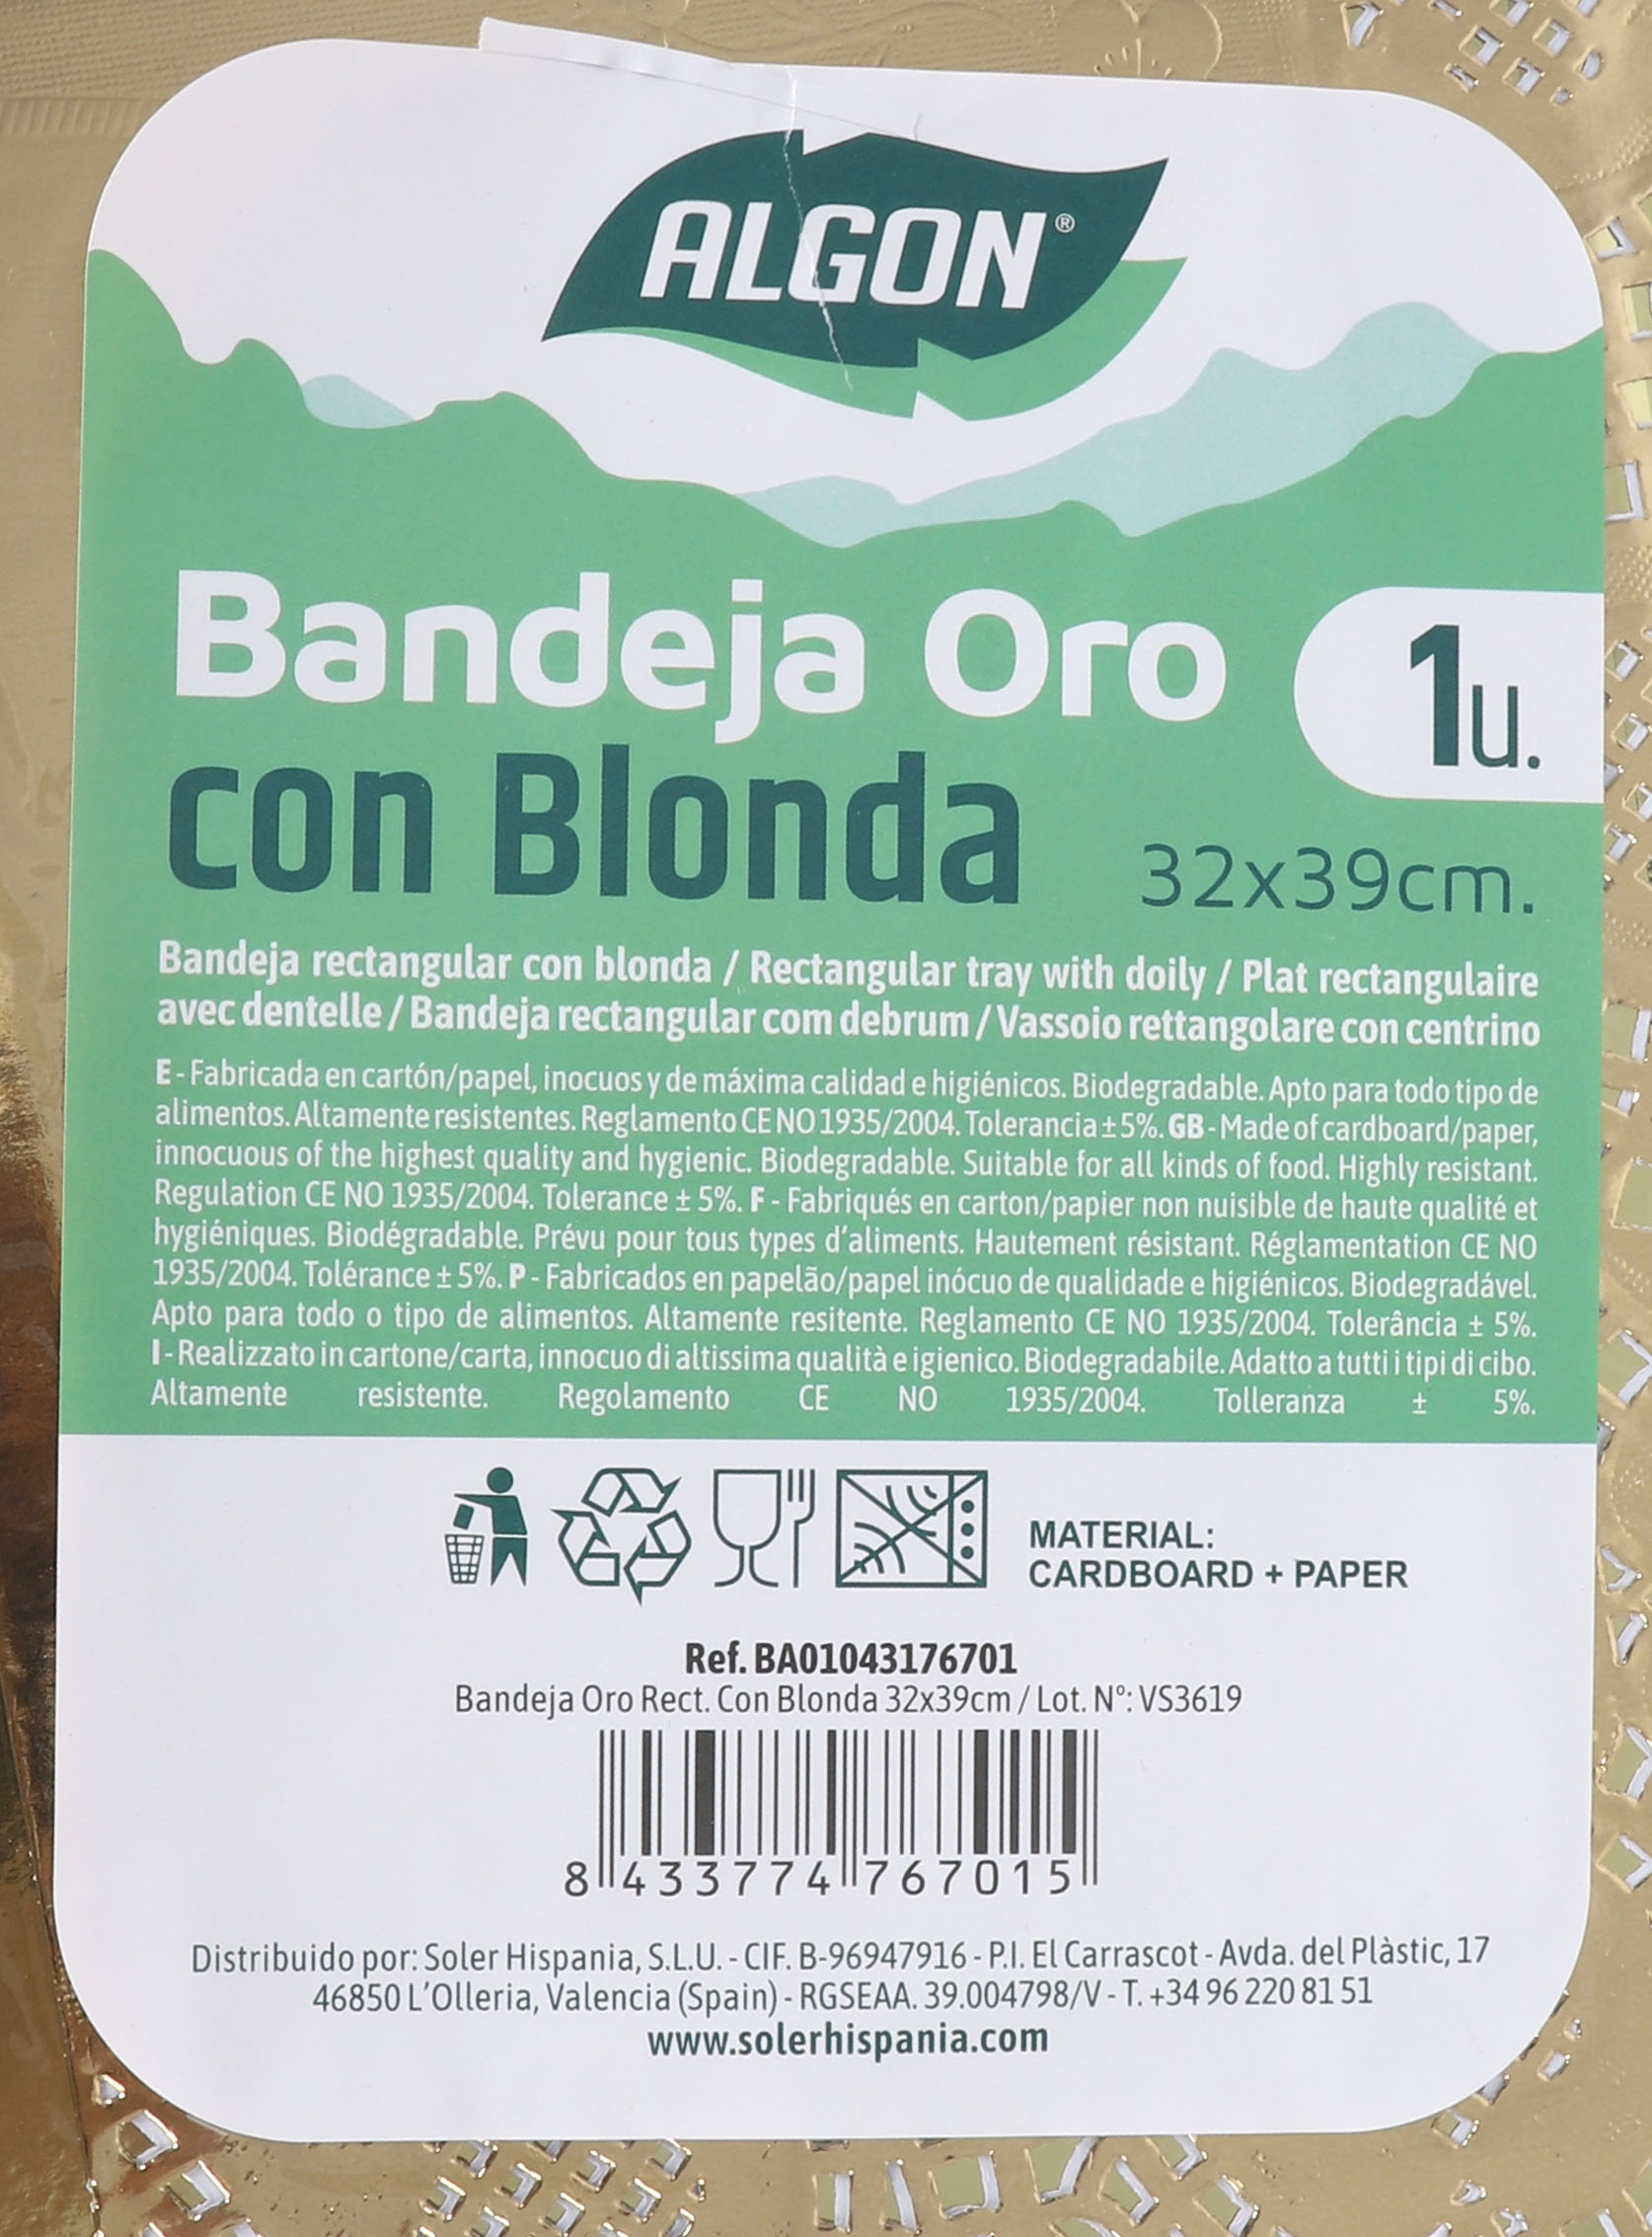 ALGON®
Bandeja Oro
1u.
con Blonda
32x39cm.
Bandeja rectangular con blonda / Rectangular tray with doily / Plat rectangulaire
avec dentelle / Bandeja rectangular com debrum / Vassoio rettangolare con centrino
E - Fabricada en cartón/papel, inocuos y de máxima calidad e higiénicos. Biodegradable. Apto para todo tipo de
alimentos. Altamente resistentes. Reglamento CE NO 1935/2004. Tolerancia ± 5%. GB - Made of cardboard/paper,
innocuous of the highest quality and hygienic. Biodegradable. Suitable for all kinds of food. Highly resistant.
Regulation CE NO 1935/2004. Tolerance ± 5%. F - Fabriqués en carton/papier non nuisible de haute qualité et
hygiéniques. Biodégradable. Prévu pour tous types d'aliments. Hautement résistant. Réglamentation CE NO
1935/2004. Tolérance ± 5%. P - Fabricados en papelão/papel inócuo de qualidade e higiénicos. Biodegradável.
Apto para todo o tipo de alimentos. Altamente resitente. Reglamento CE NO 1935/2004. Tolerância ± 5%.
I - Realizzato in cartone/carta, innocuo di altissima qualità e igienico. Biodegradabile. Adatto a tutti i tipi di cibo.
Altamente resistente. Regolamento CE NO 1935/2004. Tolleranza ± 5%.
MATERIAL:
CARDBOARD + PAPER
Ref. BA01043176701
Bandeja Oro Rect. Con Blonda 32x39cm / Lot. Nº: VS3619
8 433774 767015
Distribuido por: Soler Hispania, S.L.U. - CIF. B-96947916 - P.I. El Carrascot - Avda. del Plàstic, 17
46850 L'Olleria, Valencia (Spain) - RGSEAA. 39.004798/V - T. +34 96 220 81 51
www.solerhispania.com